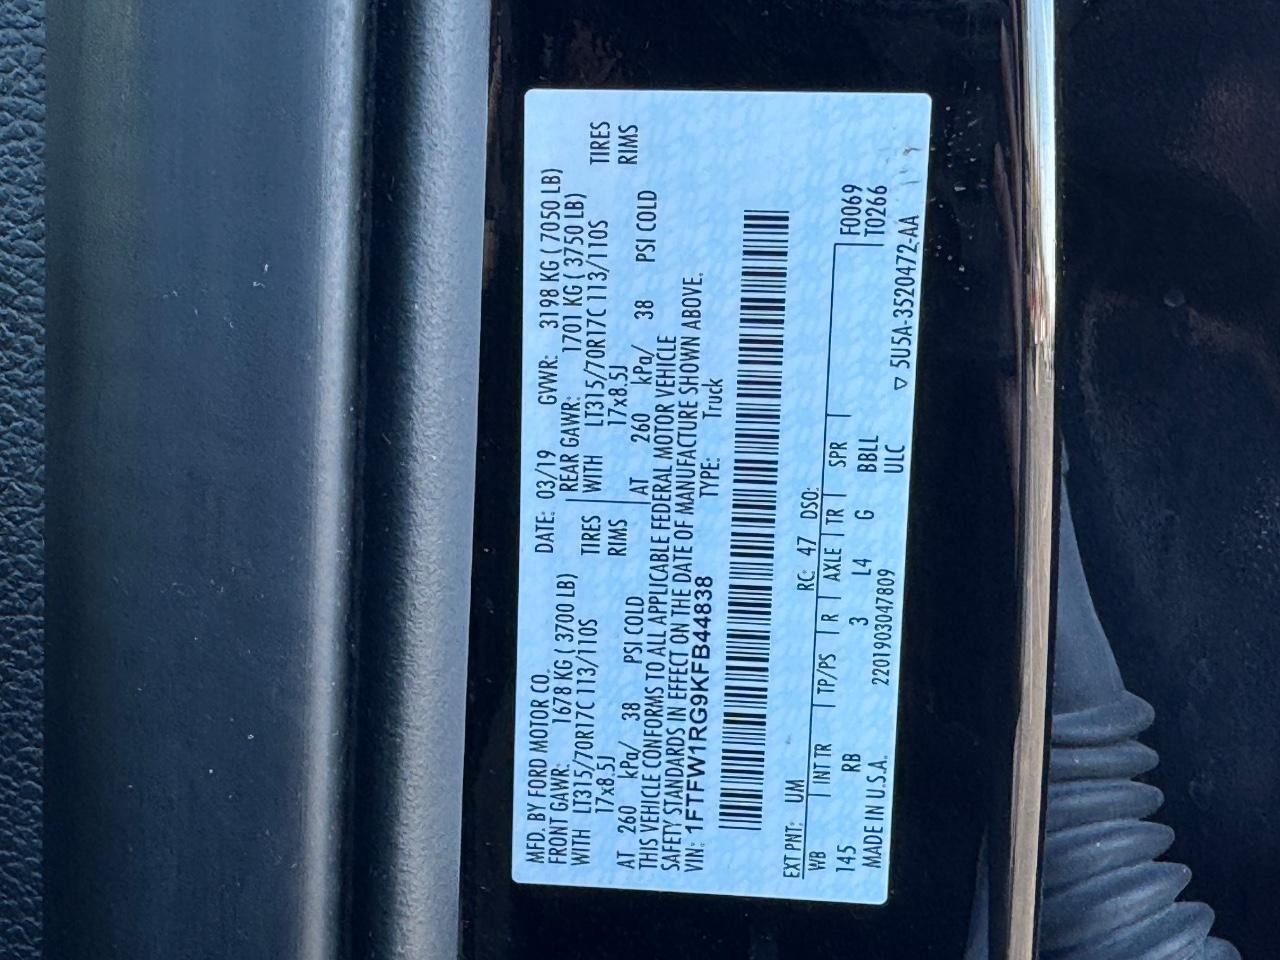 MFD. BY FORD MOTOR CO. DATE: 03/19 GVWR: 3198 KG ( 7050 LB)
FRONT GAWR: 1678 KG ( 3700 LB) REAR GAWR: 1701 KG ( 3750 LB)
WITH LT315/70R17C 113/110S TIRES WITH LT315/70R17C 113/110S TIRES
17x8.5J RIMS 17x8.5J RIMS
AT 260 kPa/ 38 PSI COLD AT 260 kPa/ 38 PSI COLD
THIS VEHICLE CONFORMS TO ALL APPLICABLE FEDERAL MOTOR VEHICLE
SAFETY STANDARDS IN EFFECT ON THE DATE OF MANUFACTURE SHOWN ABOVE.
VIN: 1FTFW1RG9KFB44838 TYPE: Truck
EXT PNT: UM RC: 47 DSO: F0069
WB INT TR TP/PS R AXLE TR SPR T0266
145 RB 3 L4 G BBLL
MADE IN U.S.A. 2201903047809 ULC ▽ 5U5A-3520472-AA